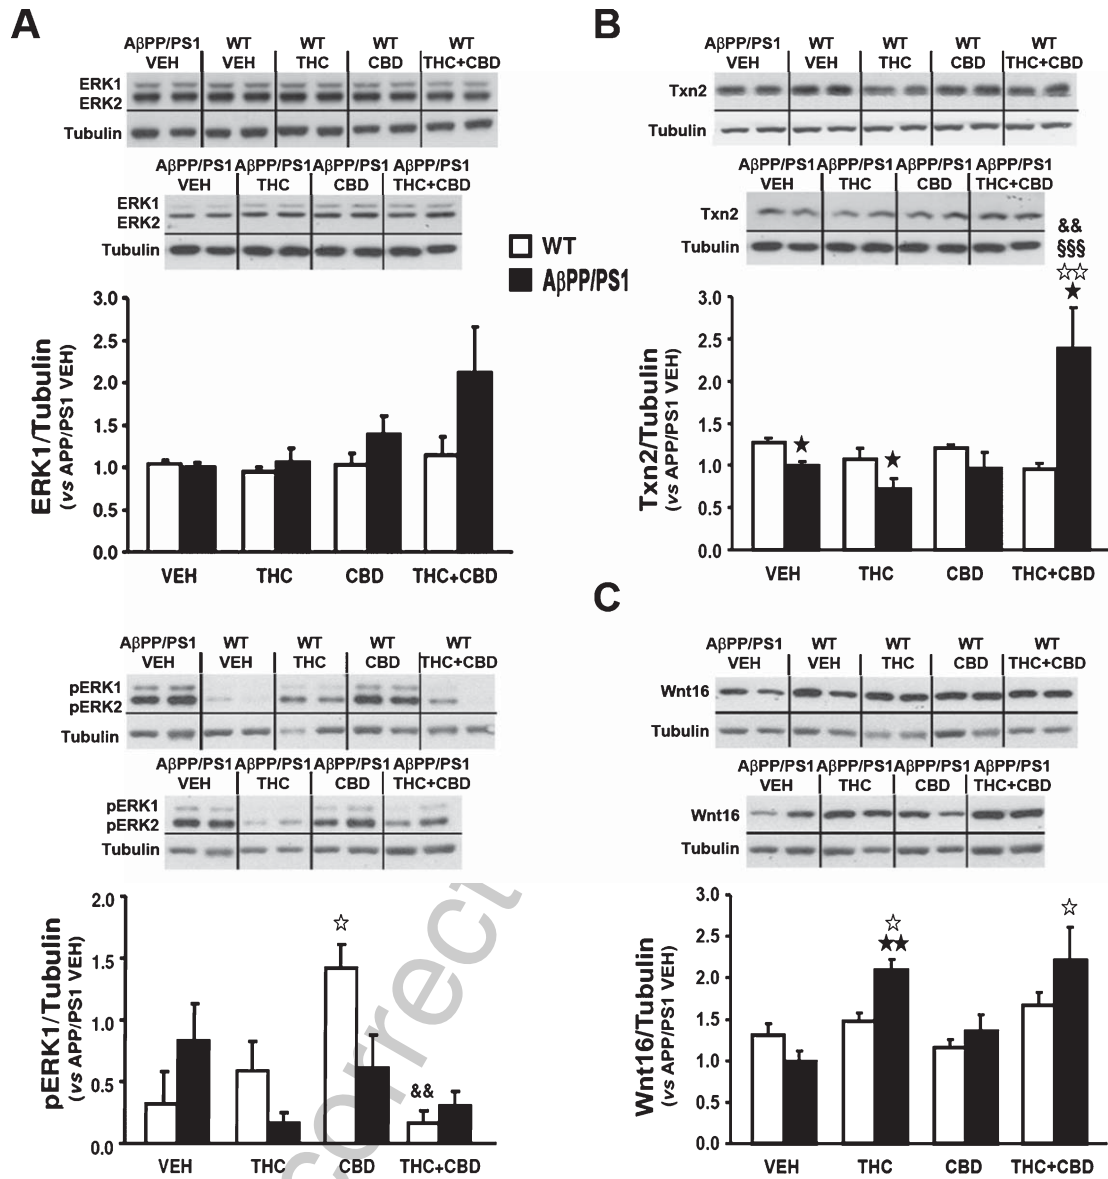 A
AβPP/PS1 WT WT WT WT
VEH VEH THC CBD THC+CBD
ERK1
ERK2
Tubulin
AβPP/PS1 AβPP/PS1 AβPP/PS1 AβPP/PS1
VEH THC CBD THC+CBD
ERK1
ERK2
Tubulin
WT
AβPP/PS1
ERK1/Tubulin
(vs APP/PS1 VEH)
3.0
2.5
2.0
1.5
1.0
0.5
0.0
VEH THC CBD THC+CBD
AβPP/PS1 WT WT WT WT
VEH VEH THC CBD THC+CBD
pERK1
pERK2
Tubulin
AβPP/PS1 AβPP/PS1 AβPP/PS1 AβPP/PS1
VEH THC CBD THC+CBD
pERK1
pERK2
Tubulin
pERK1/Tubulin
(vs APP/PS1 VEH)
2.0
1.5
1.0
0.5
0.0
☆
&&
VEH THC CBD THC+CBD
correct
B
AβPP/PS1 WT WT WT WT
VEH VEH THC CBD THC+CBD
Txn2
Tubulin
AβPP/PS1 AβPP/PS1 AβPP/PS1 AβPP/PS1
VEH THC CBD THC+CBD
Txn2
Tubulin
&&
§§§
☆☆
★
Txn2/Tubulin
(vs APP/PS1 VEH)
3.0
2.5
2.0
1.5
1.0
0.5
0.0
★ ★
VEH THC CBD THC+CBD
C
AβPP/PS1 WT WT WT WT
VEH VEH THC CBD THC+CBD
Wnt16
Tubulin
AβPP/PS1 AβPP/PS1 AβPP/PS1 AβPP/PS1
VEH THC CBD THC+CBD
Wnt16
Tubulin
Wnt16/Tubulin
(vs APP/PS1 VEH)
3.0
2.5
2.0
1.5
1.0
0.5
0.0
☆ ☆
★★
VEH THC CBD THC+CBD